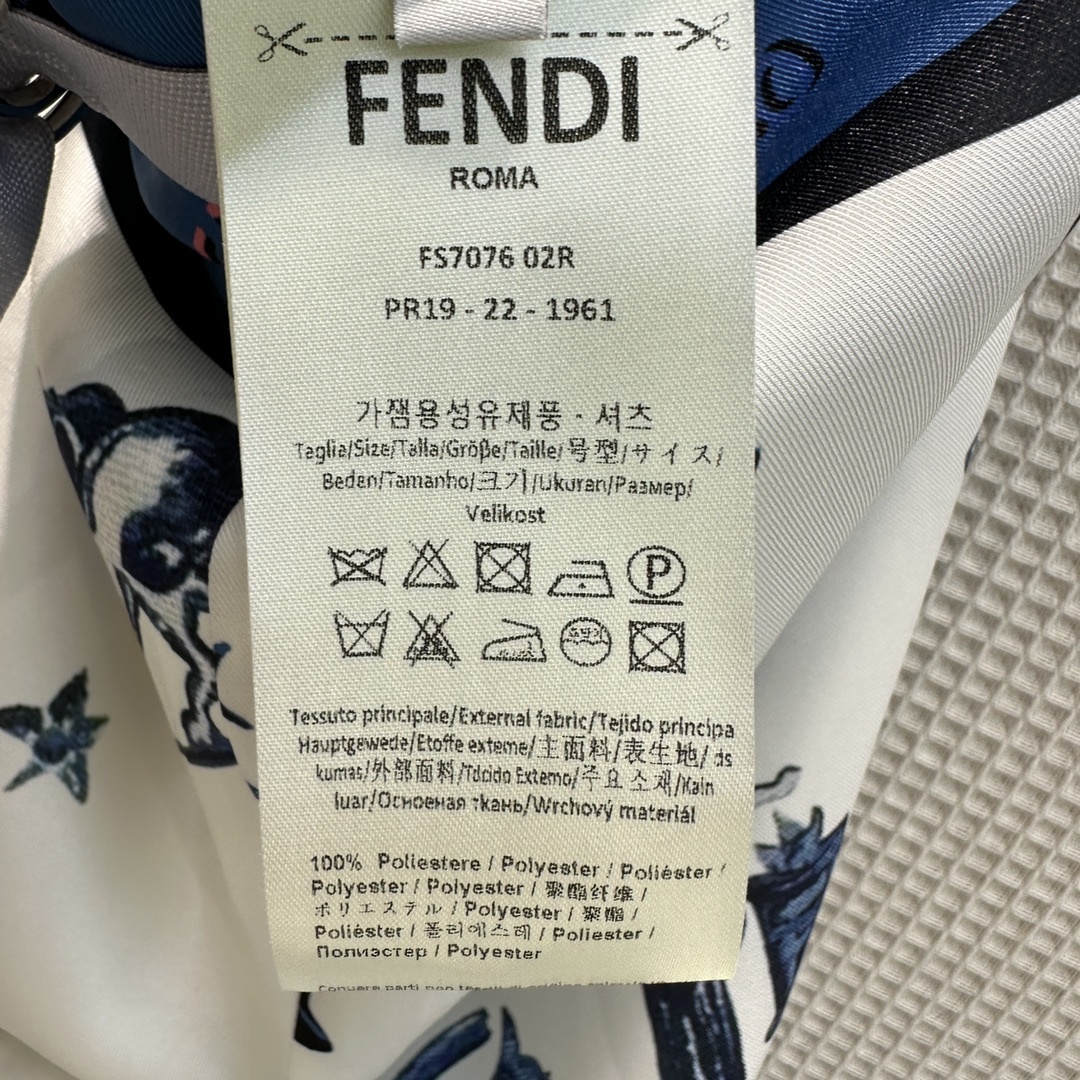 FENDI
ROMA
FS7076 02R
PR19 - 22 - 1961
가잼용성유제품 - 셔츠
Taglia/Size/Talla/Größe/Taille/号型/サイズ/
Beden/Tamanho/크기/Ukuran/Размер/
Velikost
P
Tessuto principale/External fabric/Tejido principa
Hauptgewede/Etoffe exteme/主面料/表生地/ds
kumas/外部面料/Tdcido Extemo/주요소재/Kaln
luar/Основная ткань/Wrchový materiál
100% Poliestere / Polyester / Poliéster /
Polyester / Polyester / 聚酯纤维 /
ポリエステル / Polyester / 聚酯 /
Poliéster / 폴리에스테 / Poliester /
Полиэстер / Polyester